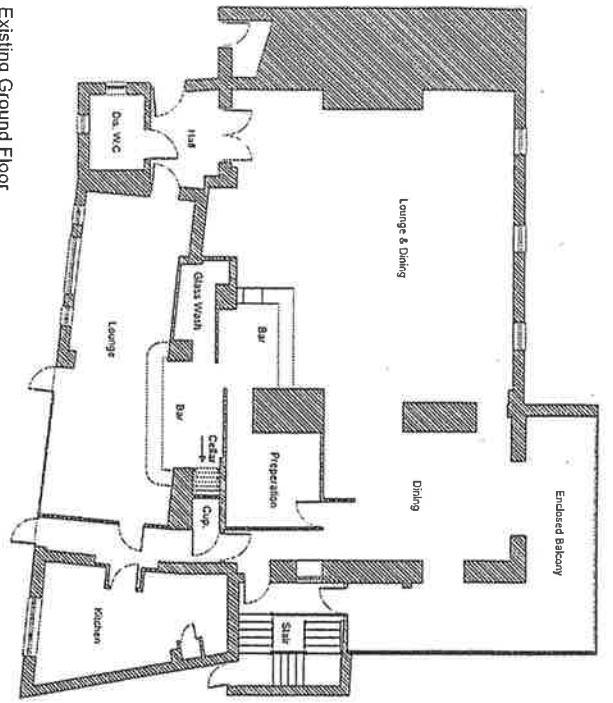 Existing Ground Floor
Dis. W.C
Hall
Lounge & Dining
Lounge
Glass Wash
Bar
Bar
Cellar
Cup.
Preperation
Dining
Enclosed Balcony
Kitchen
Stair